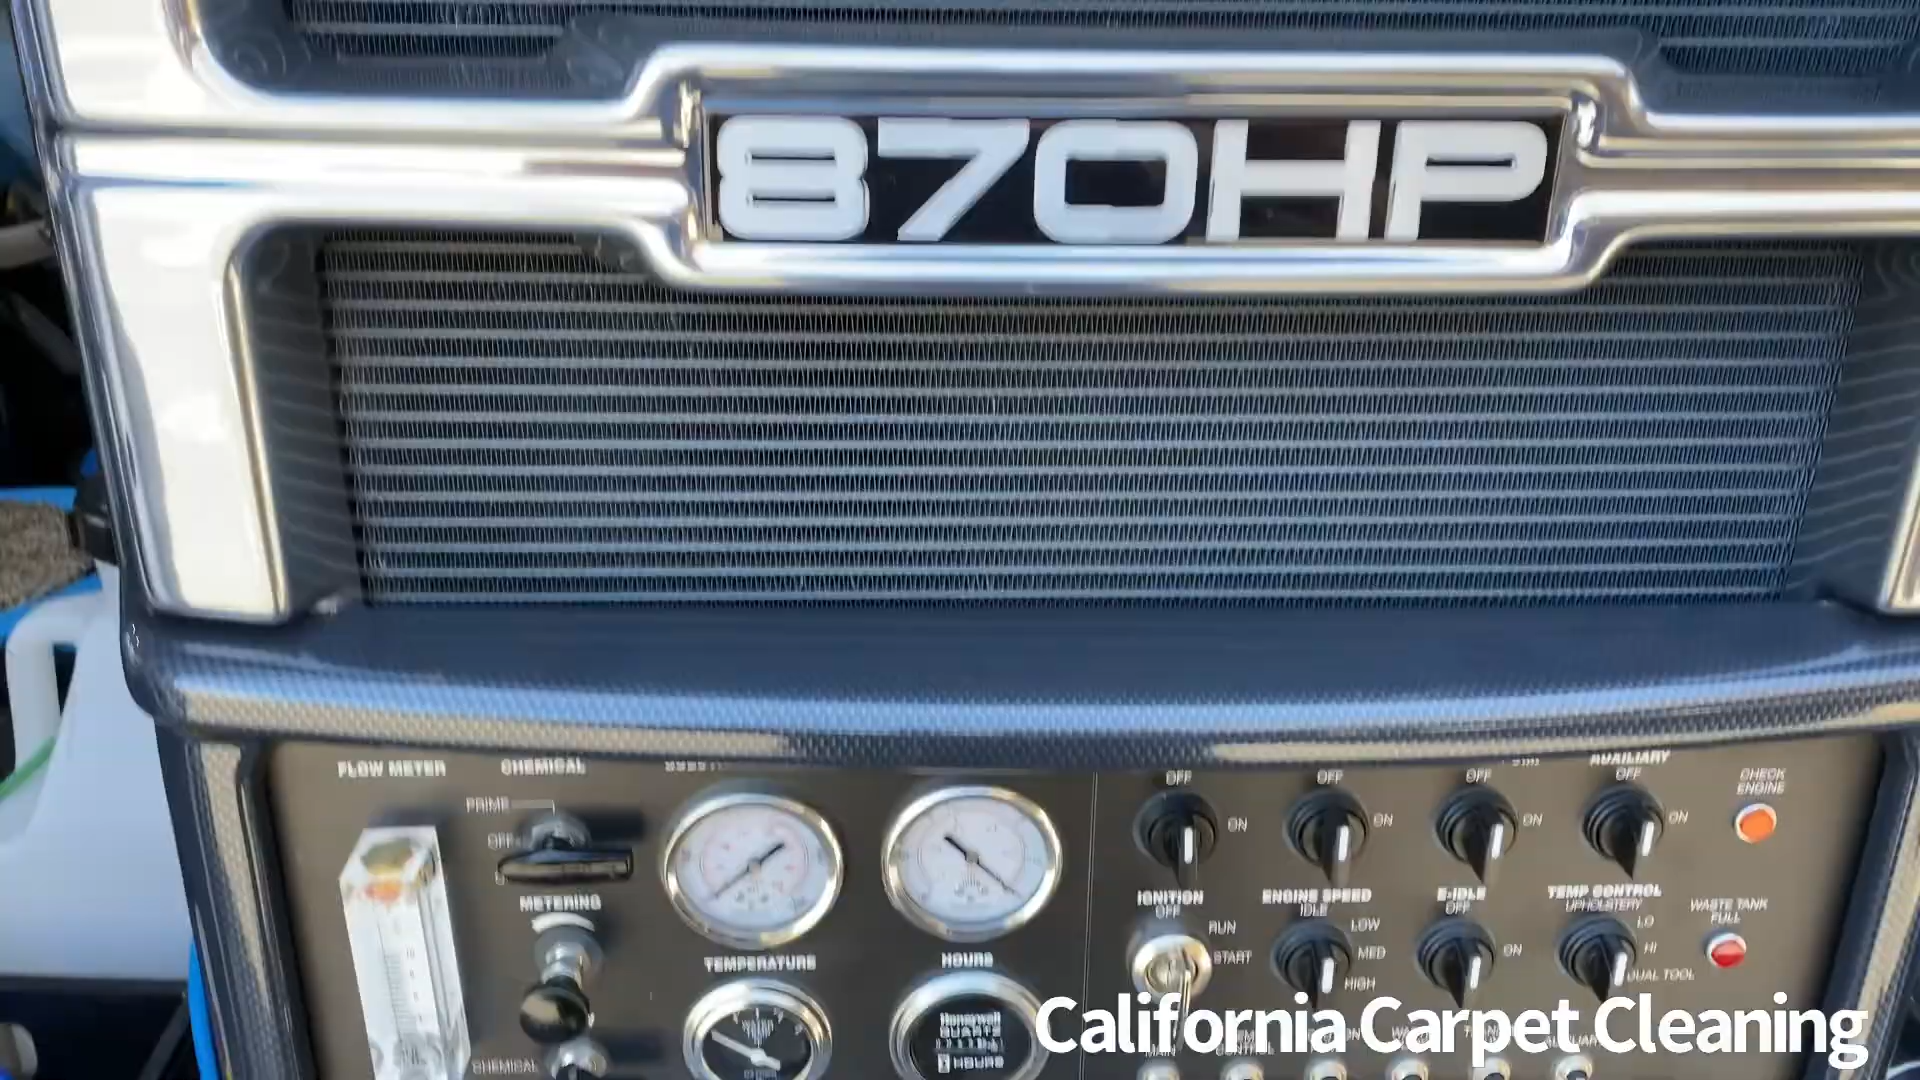 870HP
FLOW METER
CHEMICAL
PRIME
OFF
METERING
CHEMICAL
TEMPERATURE
WATER
HOURS
Honeywell
QUARTZ
HOURS
OFF
ON
OFF
ON
OFF
ON
AUXILIARY
OFF
ON
CHECK
ENGINE
IGNITION
OFF
RUN
START
ENGINE SPEED
IDLE
LOW
MED
HIGH
E-IDLE
OFF
ON
TEMP CONTROL
UPHOLSTERY
LO
HI
DUAL TOOL
WASTE TANK
FULL
MAIN
California Carpet Cleaning